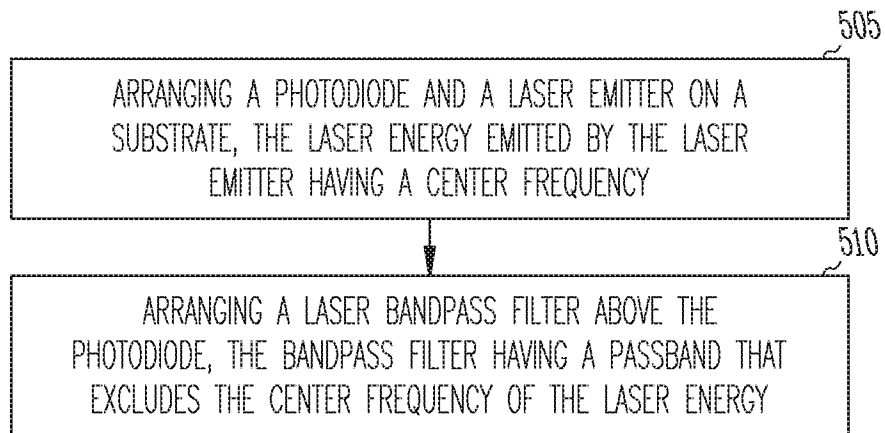 505
ARRANGING A PHOTODIODE AND A LASER EMITTER ON A
SUBSTRATE, THE LASER ENERGY EMITTED BY THE LASER
EMITTER HAVING A CENTER FREQUENCY
510
ARRANGING A LASER BANDPASS FILTER ABOVE THE
PHOTODIODE, THE BANDPASS FILTER HAVING A PASSBAND THAT
EXCLUDES THE CENTER FREQUENCY OF THE LASER ENERGY